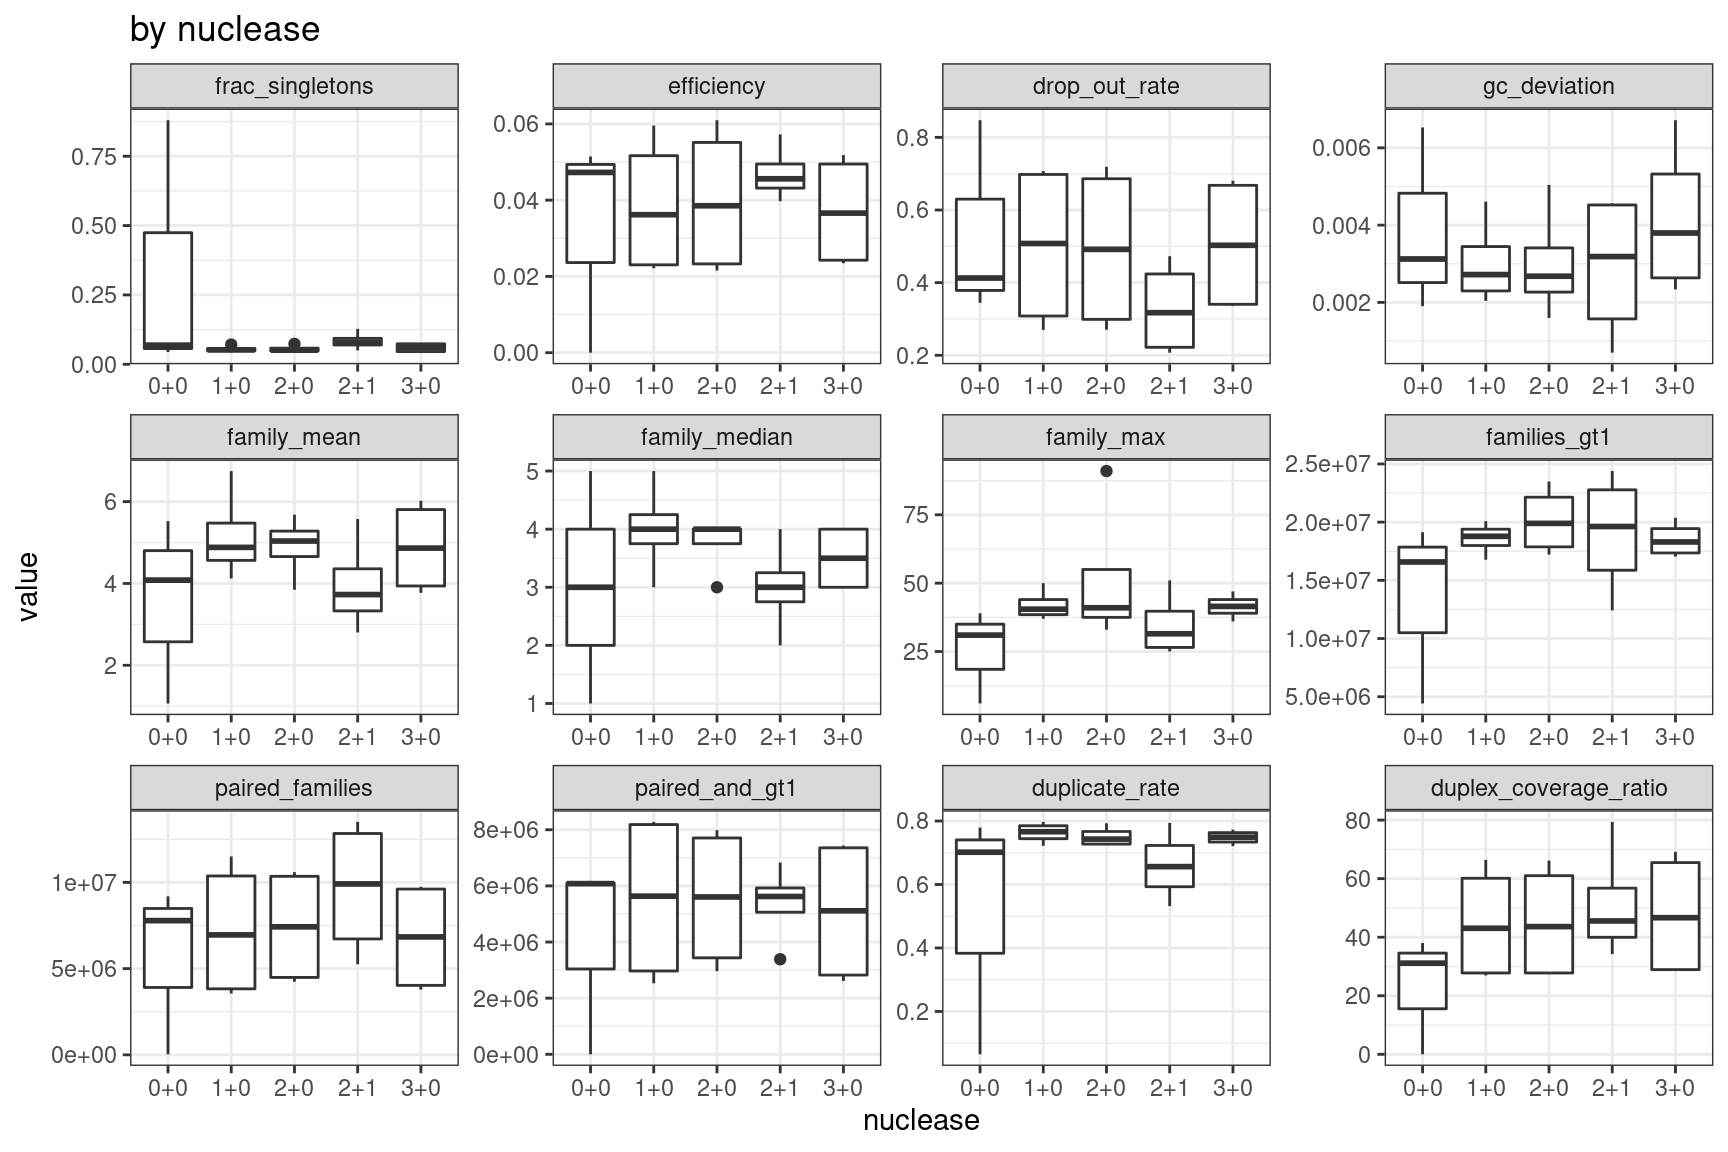 by nuclease
frac_singletons efficiency drop_out_rate gc_deviation
0.75 0.50 0.25 0.00
0.06 0.04 0.02 0.00
0.8 0.6 0.4 0.2
0.006 0.004 0.002
0+0 1+0 2+0 2+1 3+0 0+0 1+0 2+0 2+1 3+0 0+0 1+0 2+0 2+1 3+0 0+0 1+0 2+0 2+1 3+0
family_mean family_median family_max families_gt1
6 4 2
5 4 3 2 1
75 50 25
2.5e+07 2.0e+07 1.5e+07 1.0e+07 5.0e+06
0+0 1+0 2+0 2+1 3+0 0+0 1+0 2+0 2+1 3+0 0+0 1+0 2+0 2+1 3+0 0+0 1+0 2+0 2+1 3+0
value
paired_families paired_and_gt1 duplicate_rate duplex_coverage_ratio
1e+07 5e+06 0e+00
8e+06 6e+06 4e+06 2e+06 0e+00
0.8 0.6 0.4 0.2
80 60 40 20 0
0+0 1+0 2+0 2+1 3+0 0+0 1+0 2+0 2+1 3+0 0+0 1+0 2+0 2+1 3+0 0+0 1+0 2+0 2+1 3+0
nuclease